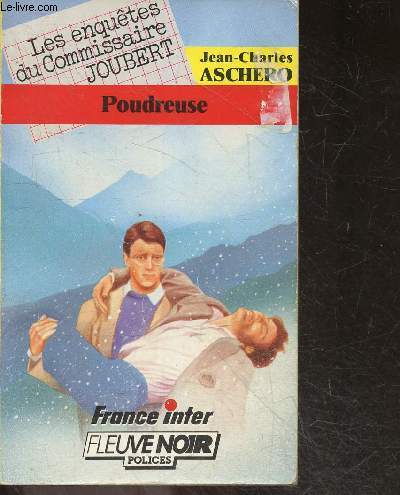 Le-livre.com
Les enquêtes
du Commissaire
JOUBERT
Jean-Charles
ASCHERO
Poudreuse
France inter
FLEUVE NOIR
POLICES